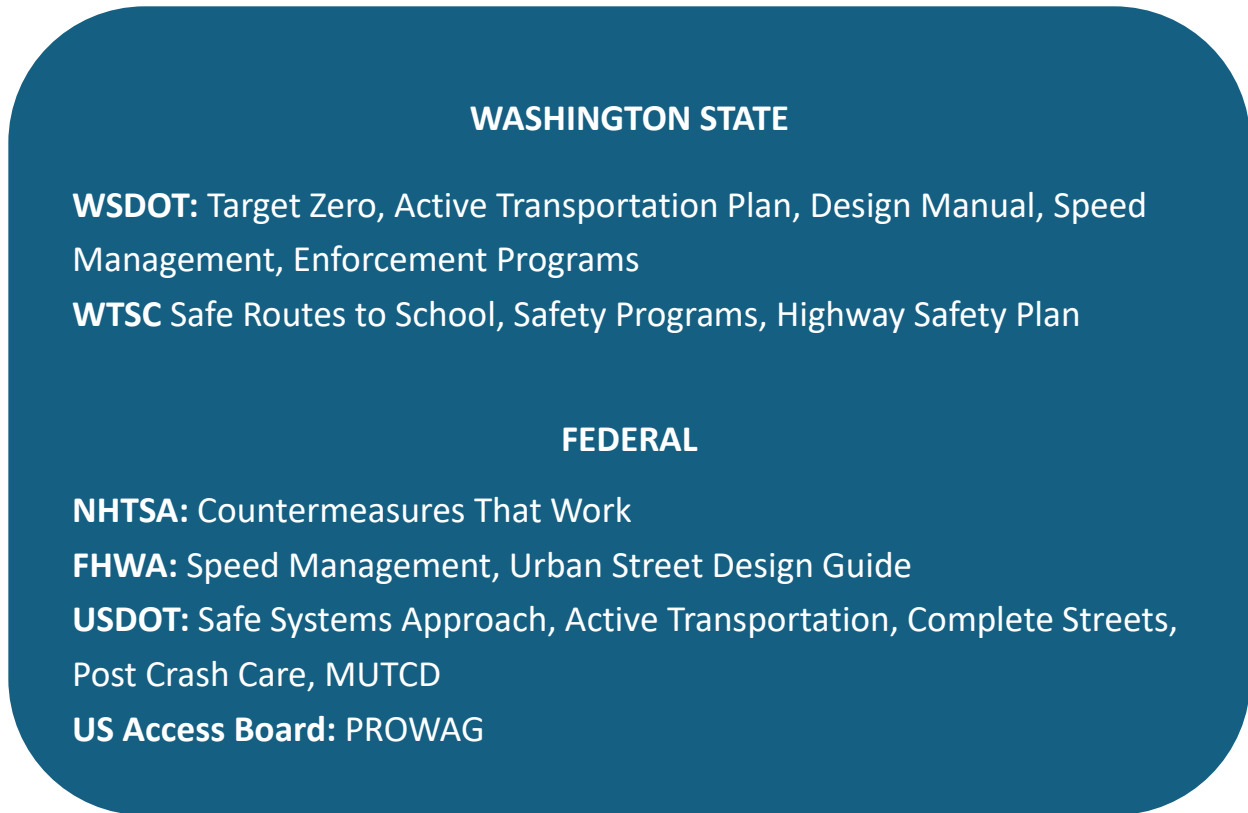 WASHINGTON STATE
WSDOT: Target Zero, Active Transportation Plan, Design Manual, Speed
Management, Enforcement Programs
WTSC Safe Routes to School, Safety Programs, Highway Safety Plan
FEDERAL
NHTSA: Countermeasures That Work
FHWA: Speed Management, Urban Street Design Guide
USDOT: Safe Systems Approach, Active Transportation, Complete Streets,
Post Crash Care, MUTCD
US Access Board: PROWAG